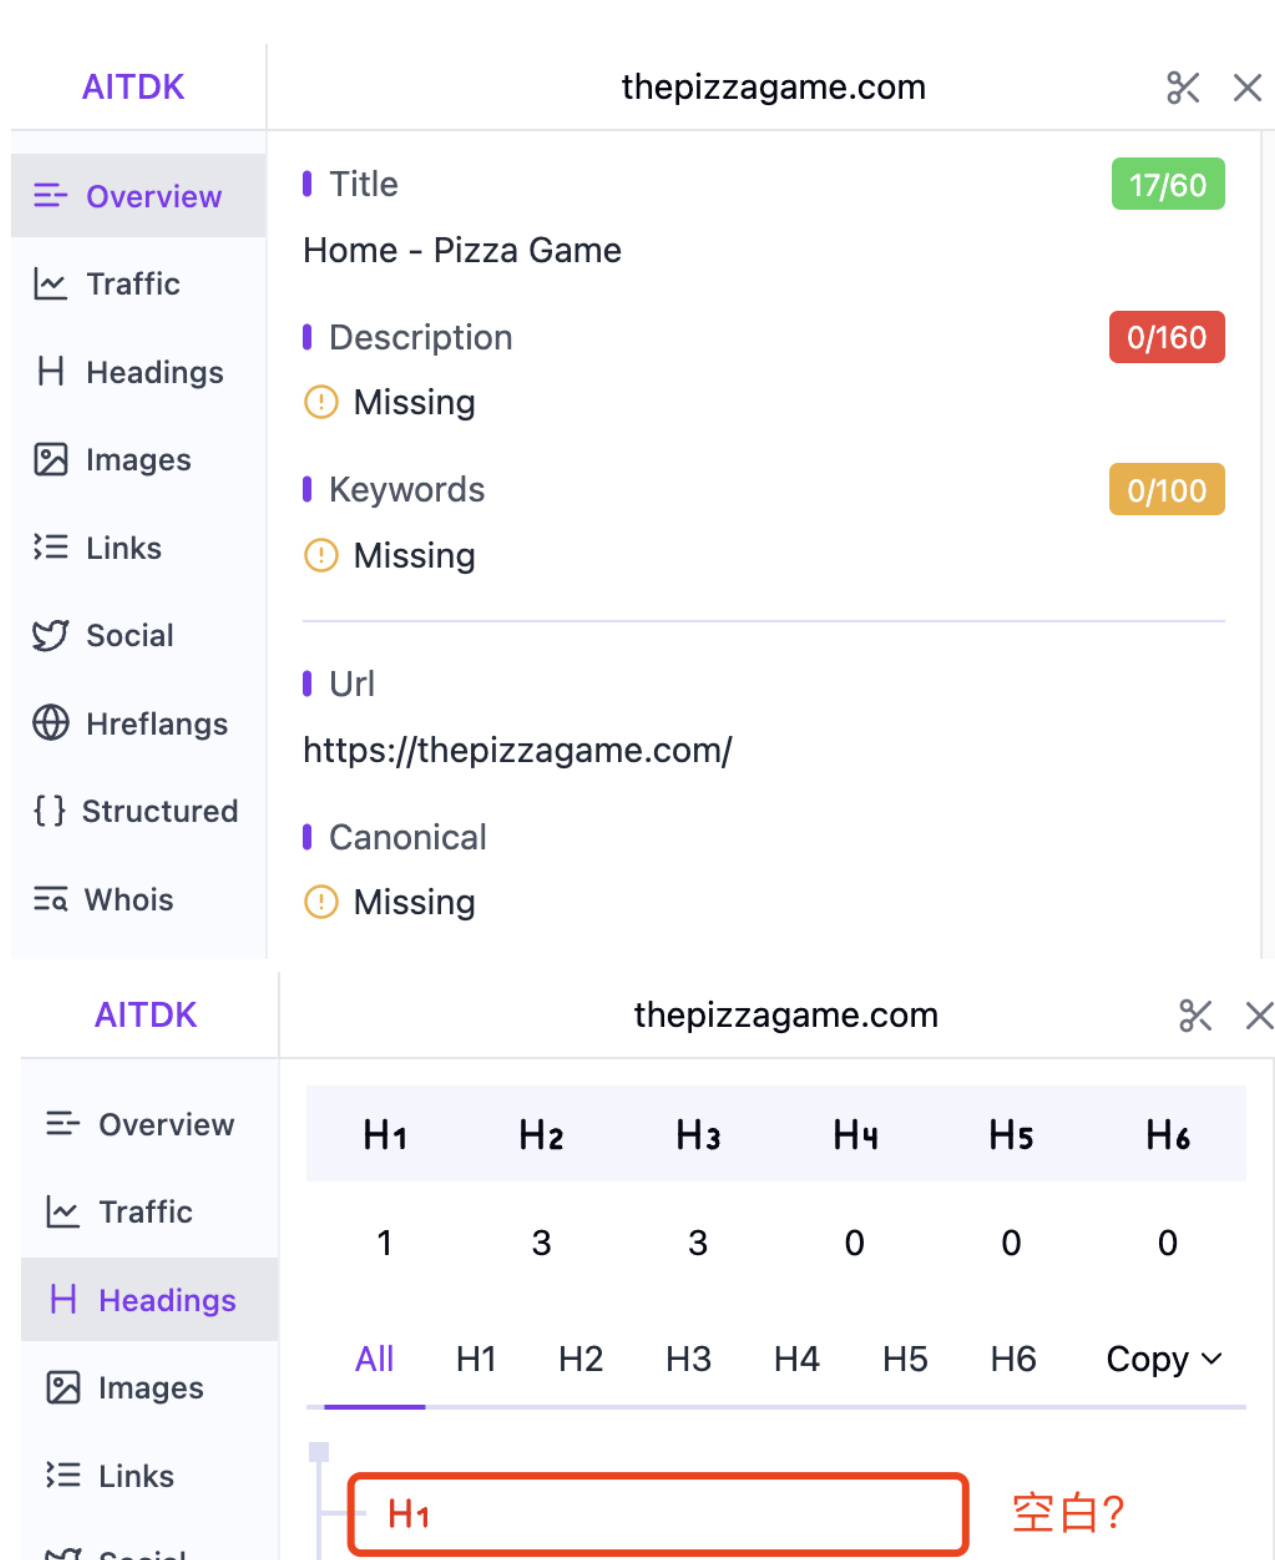 AITDK
thepizzagame.com
Overview
Traffic
Headings
Images
Links
Social
Hreflangs
Structured
Whois
Title
17/60
Home - Pizza Game
Description
0/160
Missing
Keywords
0/100
Missing
Url
https://thepizzagame.com/
Canonical
Missing
AITDK
thepizzagame.com
Overview
Traffic
Headings
Images
Links
Social
H1 H2 H3 H4 H5 H6
1 3 3 0 0 0
All H1 H2 H3 H4 H5 H6 Copy
H1
空白?